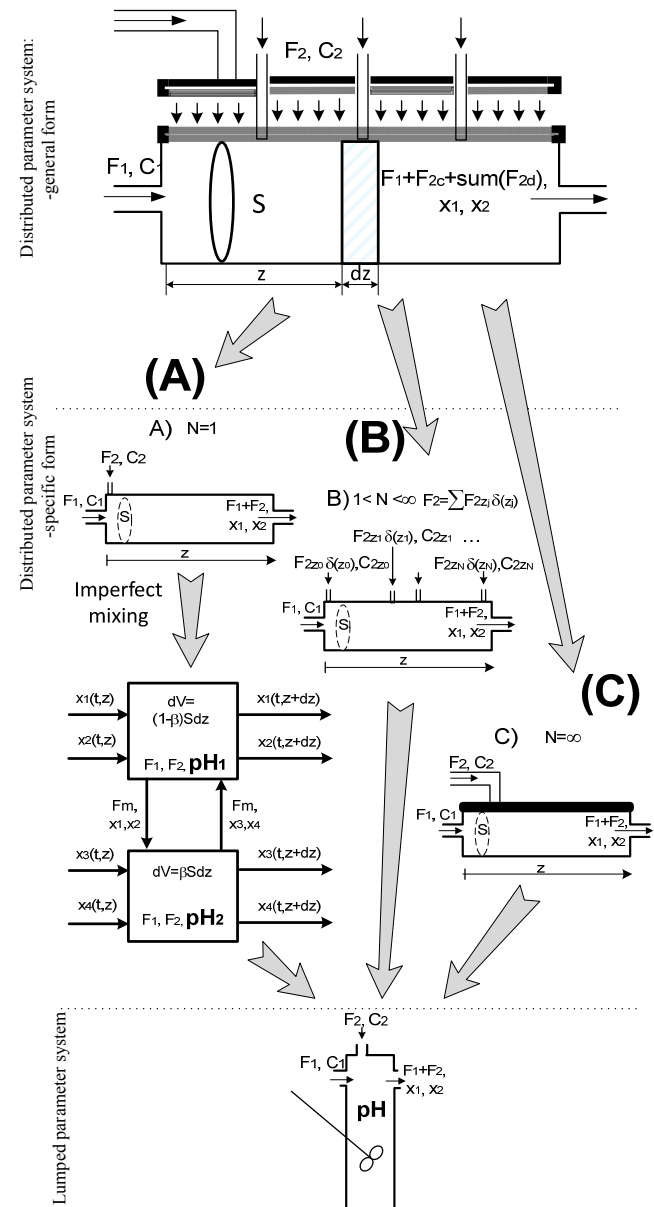 Distributed parameter system:
-general form
F2, C2
F1, C1
S
F1+F2c+sum(F2d),
x1, x2
z
dz
(A)
(B)
(C)
Distributed parameter system
-specific form
A) N=1
F2, C2
F1, C1
S
F1+F2,
x1, x2
z
Imperfect
mixing
B) 1< N <∞ F2=∑F2zj δ(zj)
F2z1 δ(z1), C2z1 ...
F2z0 δ(z0),C2z0
F2zN δ(zN),C2zN
F1, C1
S
F1+F2,
x1, x2
z
C) N=∞
F2, C2
F1, C1
S
F1+F2,
x1, x2
z
x1(t,z)
x2(t,z)
dV=
(1-β)Sdz
F1, F2, pH1
x1(t,z+dz)
x2(t,z+dz)
Fm,
x1,x2
Fm,
x3,x4
x3(t,z)
x4(t,z)
dV=βSdz
F1, F2, pH2
x3(t,z+dz)
x4(t,z+dz)
Lumped parameter system
F2, C2
F1, C1
F1+F2,
x1, x2
pH